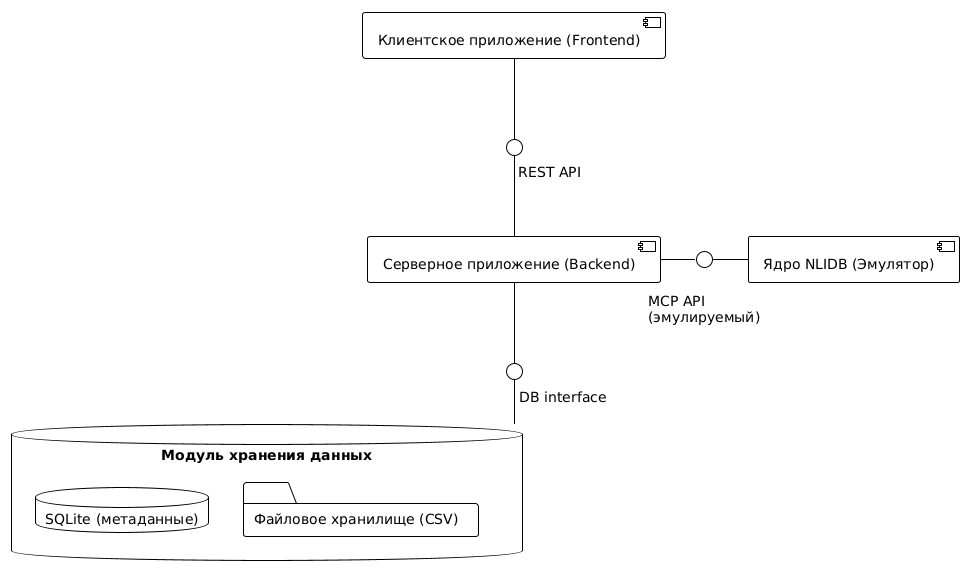 Клиентское приложение (Frontend)
REST API
Серверное приложение (Backend)
Ядро NLIDB (Эмулятор)
MCP API
(эмулируемый)
DB interface
Модуль хранения данных
SQLite (метаданные)
Файловое хранилище (CSV)